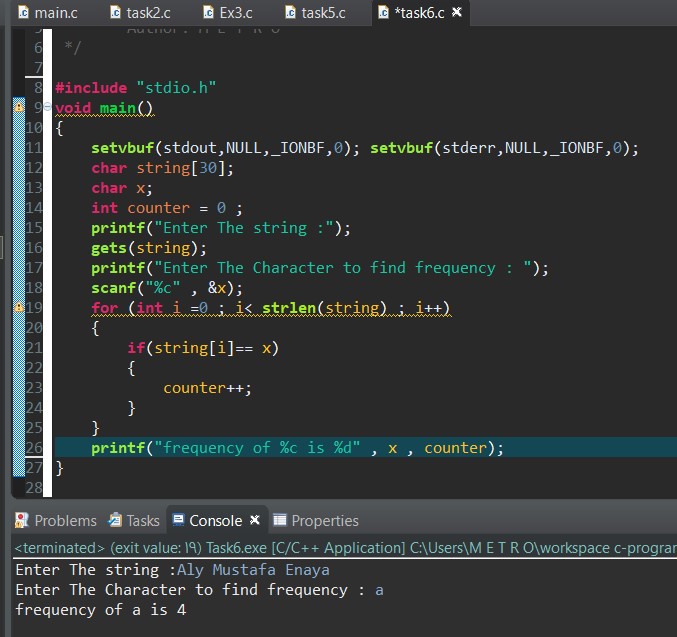 main.c task2.c Ex3.c task5.c *task6.c
5 Author: M E T R O
6 */
7
8 #include "stdio.h"
9 void main()
10 {
11 setvbuf(stdout,NULL,_IONBF,0); setvbuf(stderr,NULL,_IONBF,0);
12 char string[30];
13 char x;
14 int counter = 0 ;
15 printf("Enter The string :");
16 gets(string);
17 printf("Enter The Character to find frequency : ");
18 scanf("%c" , &x);
19 for (int i =0 ; i< strlen(string) ; i++)
20 {
21 if(string[i]== x)
22 {
23 counter++;
24 }
25 }
26 printf("frequency of %c is %d" , x , counter);
27 }
28
Problems Tasks Console Properties
<terminated> (exit value: ١٩) Task6.exe [C/C++ Application] C:\Users\M E T R O\workspace c-program
Enter The string :Aly Mustafa Enaya
Enter The Character to find frequency : a
frequency of a is 4